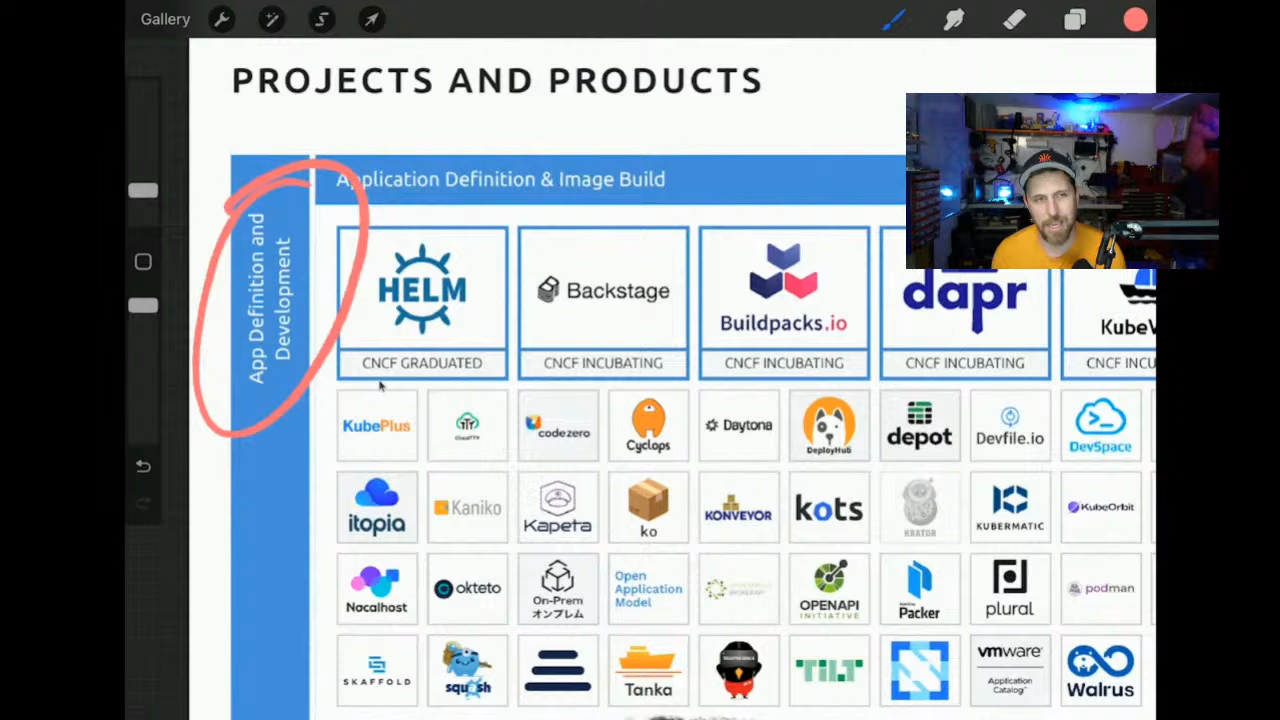 Gallery
PROJECTS AND PRODUCTS
App Definition and
Development
Application Definition & Image Build
HELM
Backstage
Buildpacks.io
dapr
CNCF GRADUATED
CNCF INCUBATING
CNCF INCUBATING
CNCF INCUBATING
CNCF INCUBATING
KubePlus
codezero
Cyclops
Daytona
DeployHub
depot
Devfile.io
DevSpace
itopia
Kaniko
Kapeta
ko
KONVEYOR
kots
KRATOR
KUBERMATIC
KubeOrbit
Nocalhost
okteto
On-Prem
オンプレム
Open
Application
Model
OPENAPI
INITIATIVE
Packer
plural
podman
SKAFFOLD
squash
Tanka
TILT
vmware
Application
Catalog
Walrus